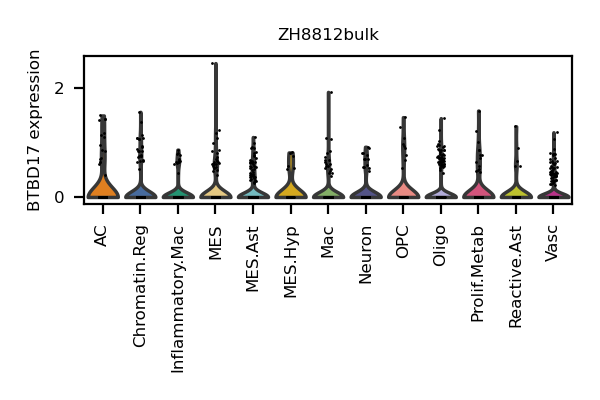 ZH8812bulk
BTBD17 expression
2
0
AC
Chromatin.Reg
Inflammatory.Mac
MES
MES.Ast
MES.Hyp
Mac
Neuron
OPC
Oligo
Prolif.Metab
Reactive.Ast
Vasc